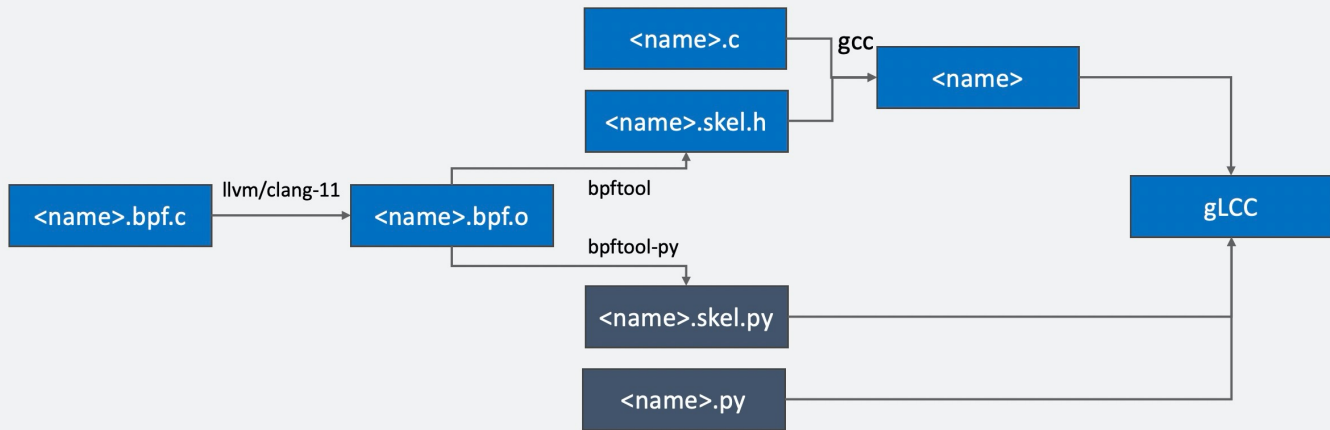 <name>.c
gcc
<name>
<name>.skel.h
bpftool
<name>.bpf.c
llvm/clang-11
<name>.bpf.o
gLCC
bpftool-py
<name>.skel.py
<name>.py